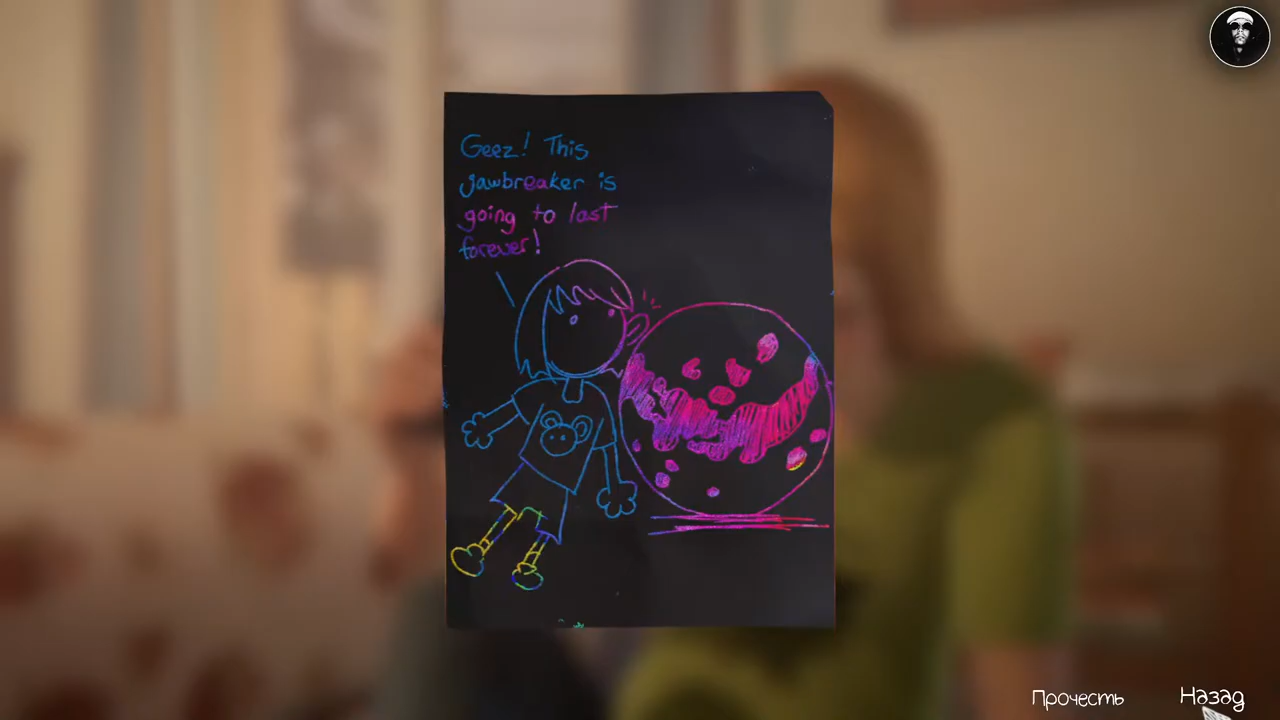 Geez! This
jawbreaker is
going to last
forever!
Прочесть
Назад